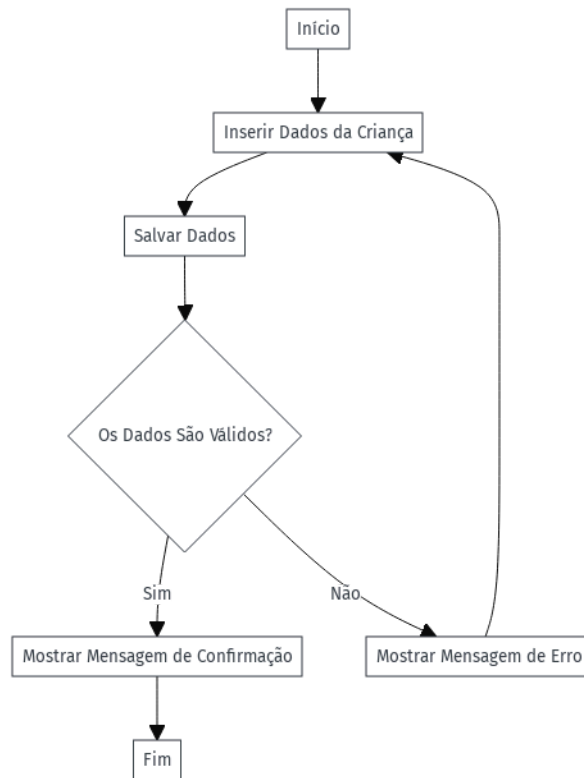 Início
Inserir Dados da Criança
Salvar Dados
Os Dados São Válidos?
Sim
Não
Mostrar Mensagem de Confirmação
Mostrar Mensagem de Erro
Fim